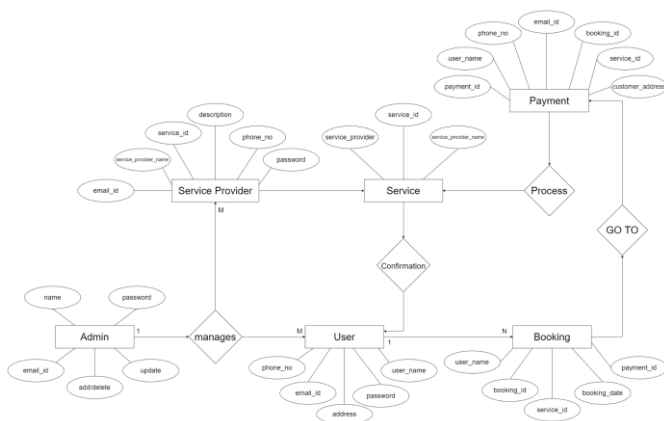 email_id
phone_no
booking_id
user_name
service_id
payment_id
customer_address
Payment
description
service_id
service_id
phone_no
service_provider
service_provider_name
service_provider_name
password
email_id
Service Provider
Service
Process
M
GO TO
Confirmation
name
password
Admin
1
manages
M
User
1
N
Booking
email_id
update
add/delete
phone_no
user_name
email_id
password
address
user_name
payment_id
booking_id
booking_date
service_id